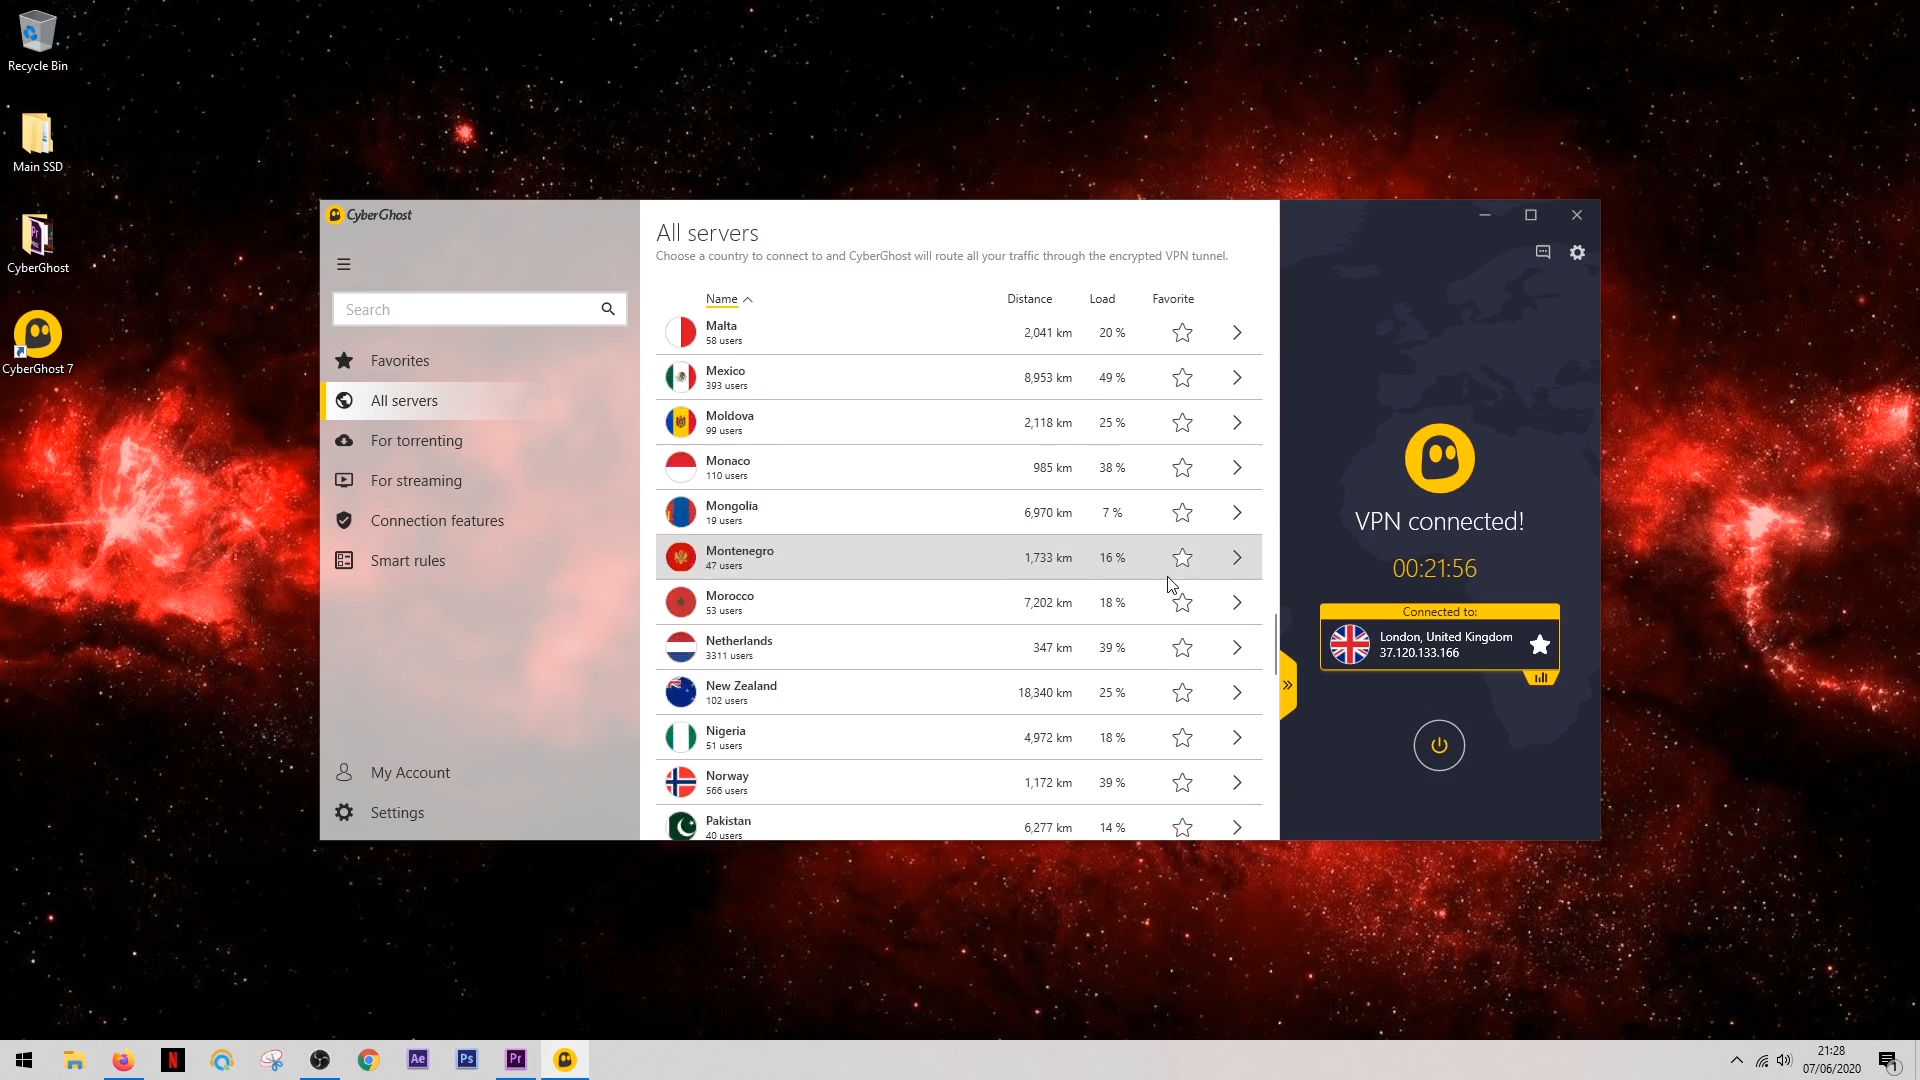 Recycle Bin
Main SSD
CyberGhost
CyberGhost 7
CyberGhost
Search
Favorites
All servers
For torrenting
For streaming
Connection features
Smart rules
My Account
Settings
All servers
Choose a country to connect to and CyberGhost will route all your traffic through the encrypted VPN tunnel.
Name Distance Load Favorite
Malta
58 users
2,041 km 20 %
Mexico
393 users
8,953 km 49 %
Moldova
99 users
2,118 km 25 %
Monaco
110 users
985 km 38 %
Mongolia
19 users
6,970 km 7 %
Montenegro
47 users
1,733 km 16 %
Morocco
53 users
7,202 km 18 %
Netherlands
3311 users
347 km 39 %
New Zealand
102 users
18,340 km 25 %
Nigeria
51 users
4,972 km 18 %
Norway
566 users
1,172 km 39 %
Pakistan
40 users
6,277 km 14 %
VPN connected!
00:21:56
Connected to:
London, United Kingdom
37.120.133.166
N
Ae
Ps
Pr
21:28
07/06/2020
1